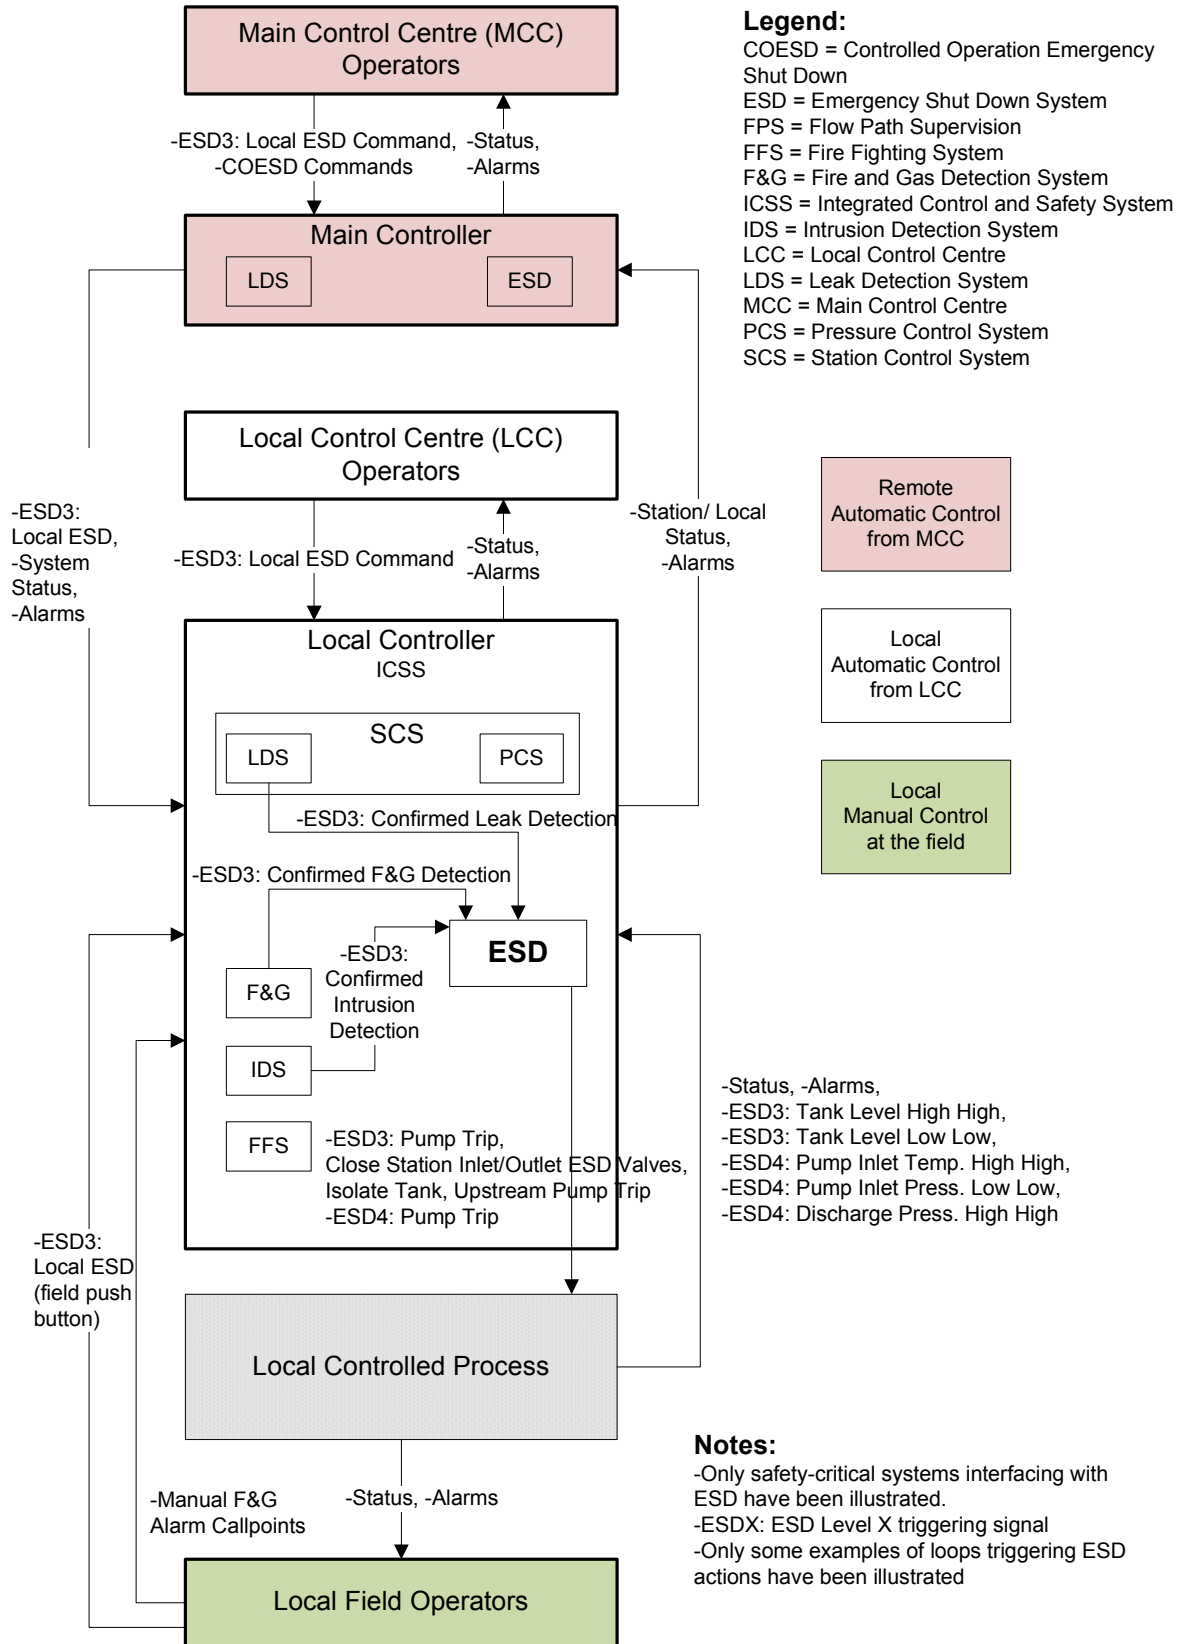 Main Control Centre (MCC)
Operators
-ESD3: Local ESD Command,
-COESD Commands
-Status,
-Alarms
Main Controller
LDS
ESD
Local Control Centre (LCC)
Operators
-ESD3:
Local ESD,
-System
Status,
-Alarms
-ESD3: Local ESD Command
-Status,
-Alarms
-Station/ Local
Status,
-Alarms
Local Controller
ICSS
SCS
LDS
PCS
-ESD3: Confirmed Leak Detection
-ESD3: Confirmed F&G Detection
ESD
-ESD3:
Confirmed
Intrusion
Detection
F&G
IDS
FFS
-ESD3: Pump Trip,
Close Station Inlet/Outlet ESD Valves,
Isolate Tank, Upstream Pump Trip
-ESD4: Pump Trip
-Status, -Alarms,
-ESD3: Tank Level High High,
-ESD3: Tank Level Low Low,
-ESD4: Pump Inlet Temp. High High,
-ESD4: Pump Inlet Press. Low Low,
-ESD4: Discharge Press. High High
-ESD3:
Local ESD
(field push
button)
Local Controlled Process
-Manual F&G
Alarm Callpoints
-Status, -Alarms
Local Field Operators
Legend:
COESD = Controlled Operation Emergency
Shut Down
ESD = Emergency Shut Down System
FPS = Flow Path Supervision
FFS = Fire Fighting System
F&G = Fire and Gas Detection System
ICSS = Integrated Control and Safety System
IDS = Intrusion Detection System
LCC = Local Control Centre
LDS = Leak Detection System
MCC = Main Control Centre
PCS = Pressure Control System
SCS = Station Control System
Remote
Automatic Control
from MCC
Local
Automatic Control
from LCC
Local
Manual Control
at the field
Notes:
-Only safety-critical systems interfacing with
ESD have been illustrated.
-ESDX: ESD Level X triggering signal
-Only some examples of loops triggering ESD
actions have been illustrated